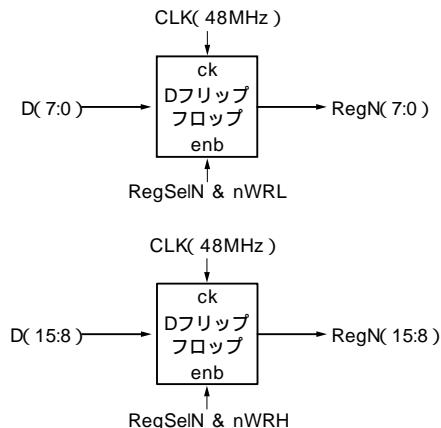 CLK( 48MHz )
ck
D( 7:0 )
Dフリップ
フロップ
RegN( 7:0 )
enb
RegSelN & nWRL
CLK( 48MHz )
ck
D( 15:8 )
Dフリップ
フロップ
RegN( 15:8 )
enb
RegSelN & nWRH